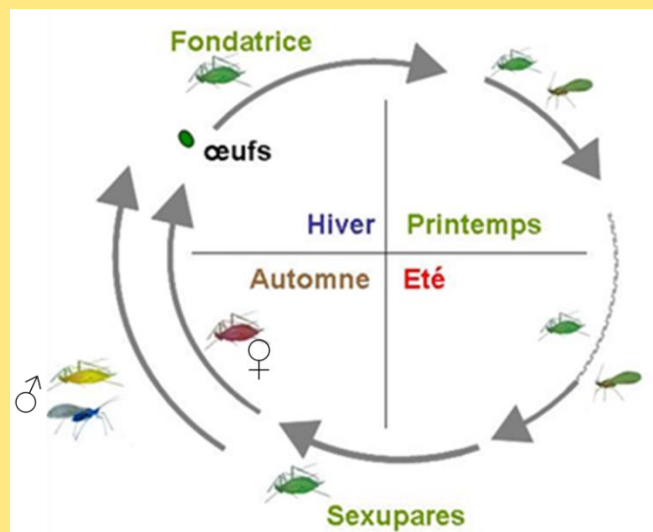 Fondatrice
œufs
Hiver
Printemps
Automne
Eté
♀
♂
Sexupares